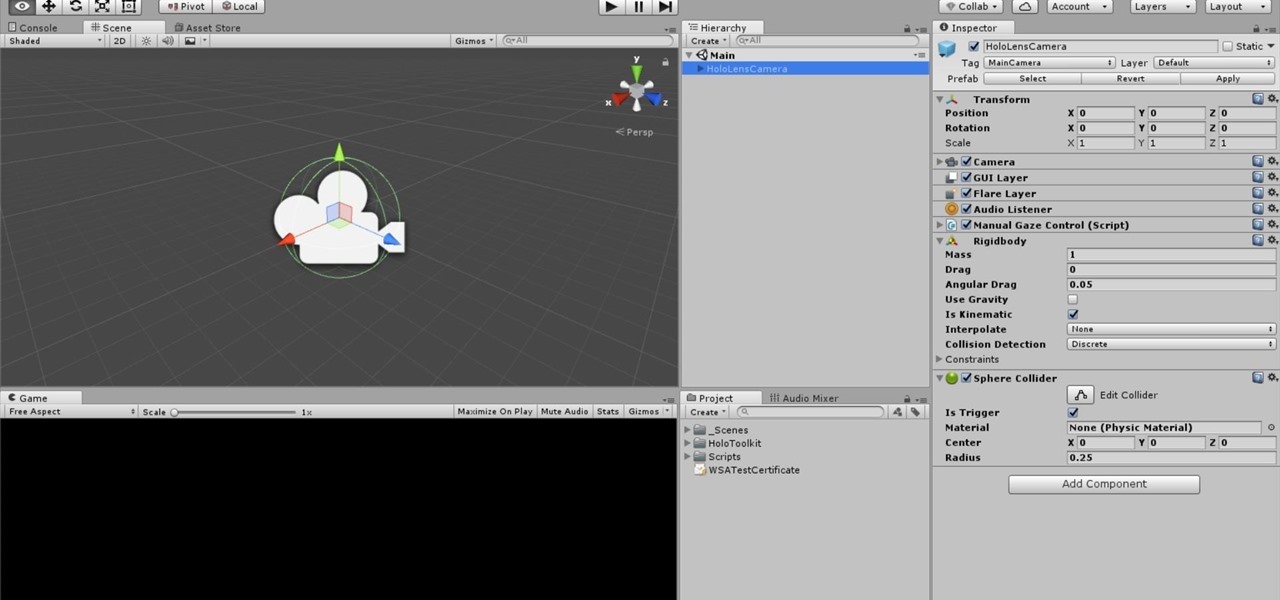 Pivot Local
Collab Account Layers Layout
Console Scene Asset Store
Shaded 2D Gizmos All
y
x z
Persp
Game
Free Aspect Scale 1x Maximize On Play Mute Audio Stats Gizmos
Hierarchy
Create All
Main
HoloLensCamera
Project Audio Mixer
Create
_Scenes
HoloToolkit
Scripts
WSATestCertificate
Inspector
HoloLensCamera Static
Tag MainCamera Layer Default
Prefab Select Revert Apply
Transform
Position X 0 Y 0 Z 0
Rotation X 0 Y 0 Z 0
Scale X 1 Y 1 Z 1
Camera
GUI Layer
Flare Layer
Audio Listener
Manual Gaze Control (Script)
Rigidbody
Mass 1
Drag 0
Angular Drag 0.05
Use Gravity
Is Kinematic
Interpolate None
Collision Detection Discrete
Constraints
Sphere Collider
Edit Collider
Is Trigger
Material None (Physic Material)
Center X 0 Y 0 Z 0
Radius 0.25
Add Component